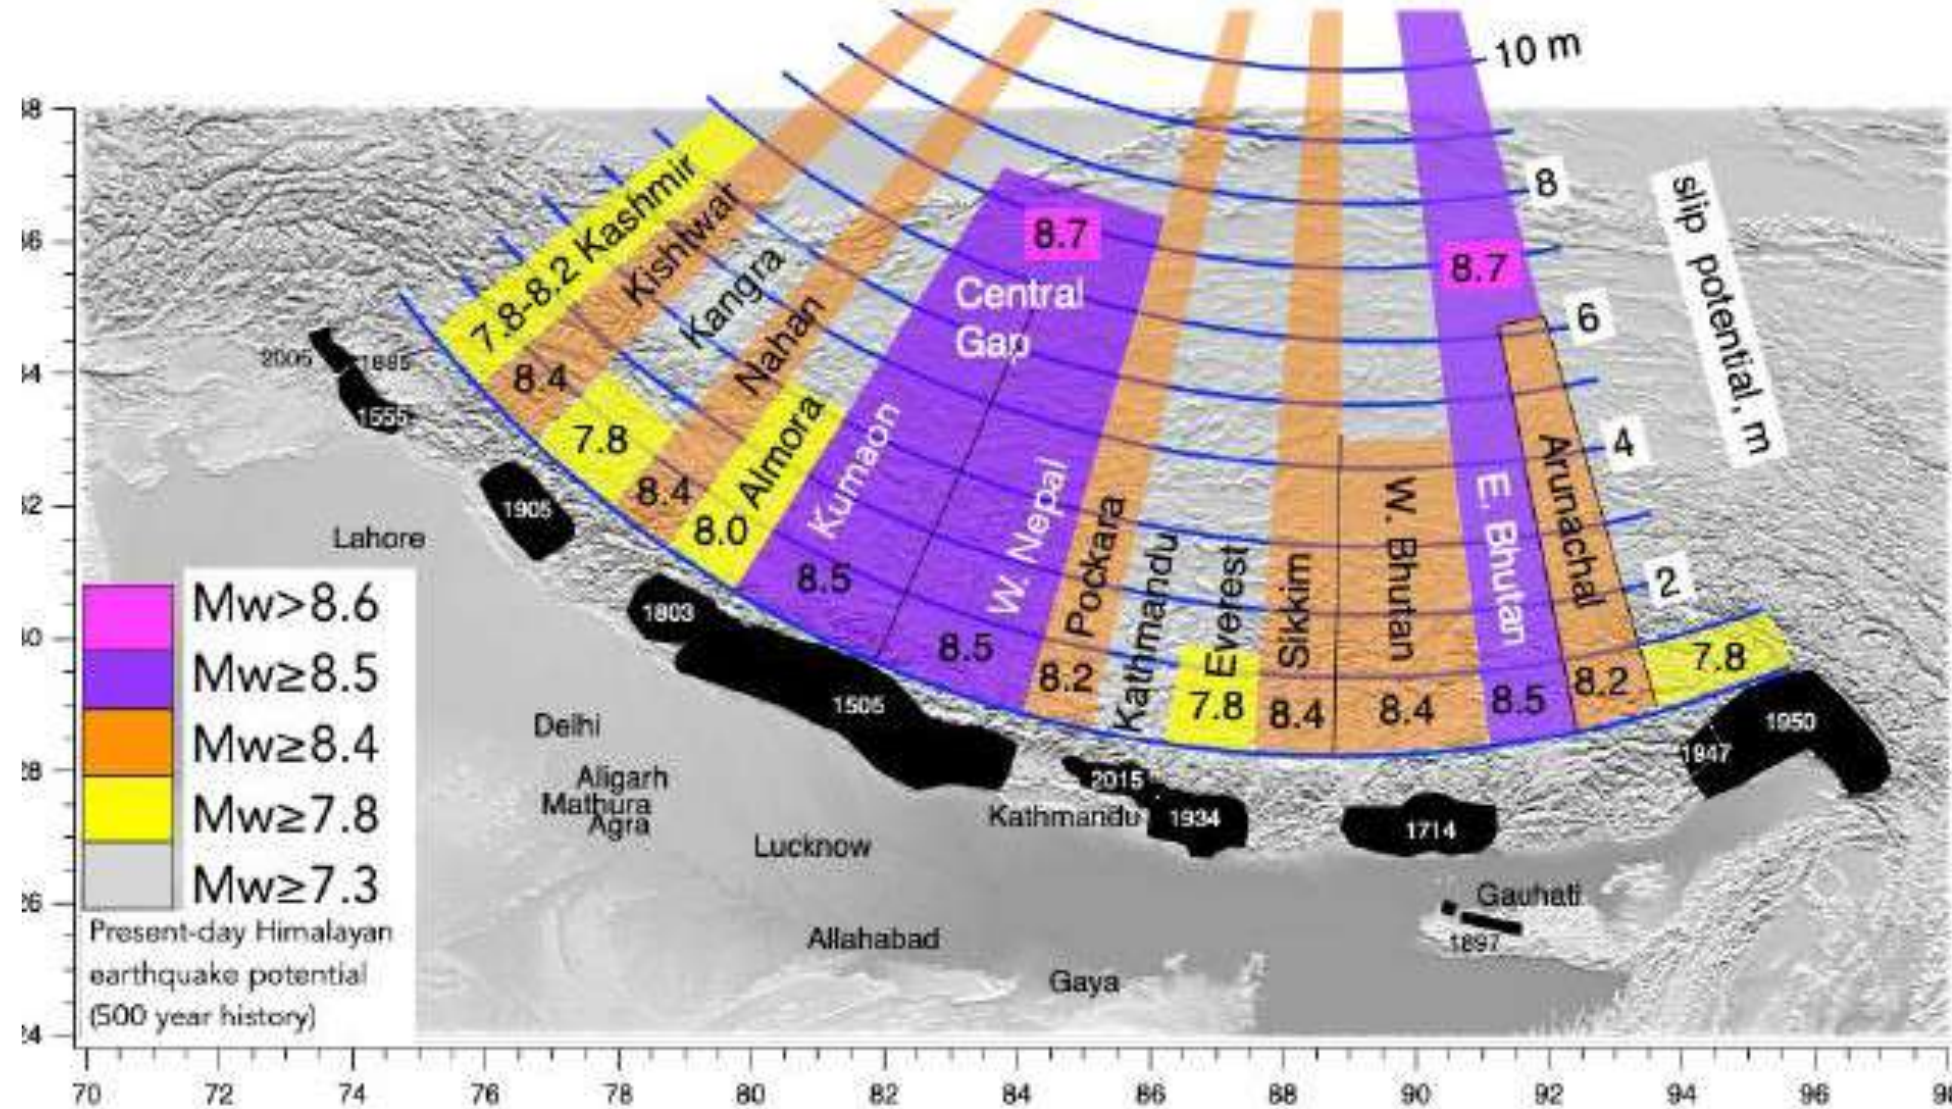 10 m
8
6
4
2
slip potential, m
7.8-8.2 Kashmir
Kishtwar
8.4
Kangra
7.8
Nahan
8.4
Almora
8.0
8.7
Central
Gap
Kumaon
8.5
W. Nepal
8.5
Pockara
8.2
Kathmandu
Everest
7.8
Sikkim
8.4
W. Bhutan
8.4
8.7
E. Bhutan
8.5
Arunachal
8.2
7.8
2005
1885
1555
1905
1803
1505
2015
1934
1714
1897
1947
1950
Lahore
Delhi
Aligarh
Mathura
Agra
Lucknow
Kathmandu
Allahabad
Gaya
Gauhati
Mw>8.6
Mw≥8.5
Mw≥8.4
Mw≥7.8
Mw≥7.3
Present-day Himalayan
earthquake potential
(500 year history)
70 72 74 76 78 80 82 84 86 88 90 92 94 96